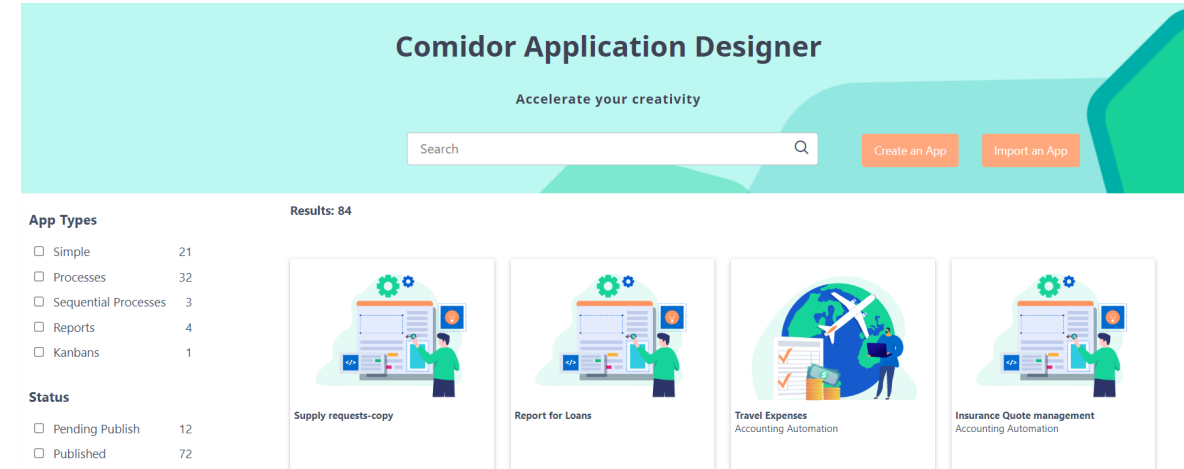 Comidor Application Designer
Accelerate your creativity
Search
Create an App
Import an App
App Types
Simple 21
Processes 32
Sequential Processes 3
Reports 4
Kanbans 1
Status
Pending Publish 12
Published 72
Results: 84
</>
Supply requests-copy
</>
Report for Loans
Travel Expenses
Accounting Automation
</>
Insurance Quote management
Accounting Automation